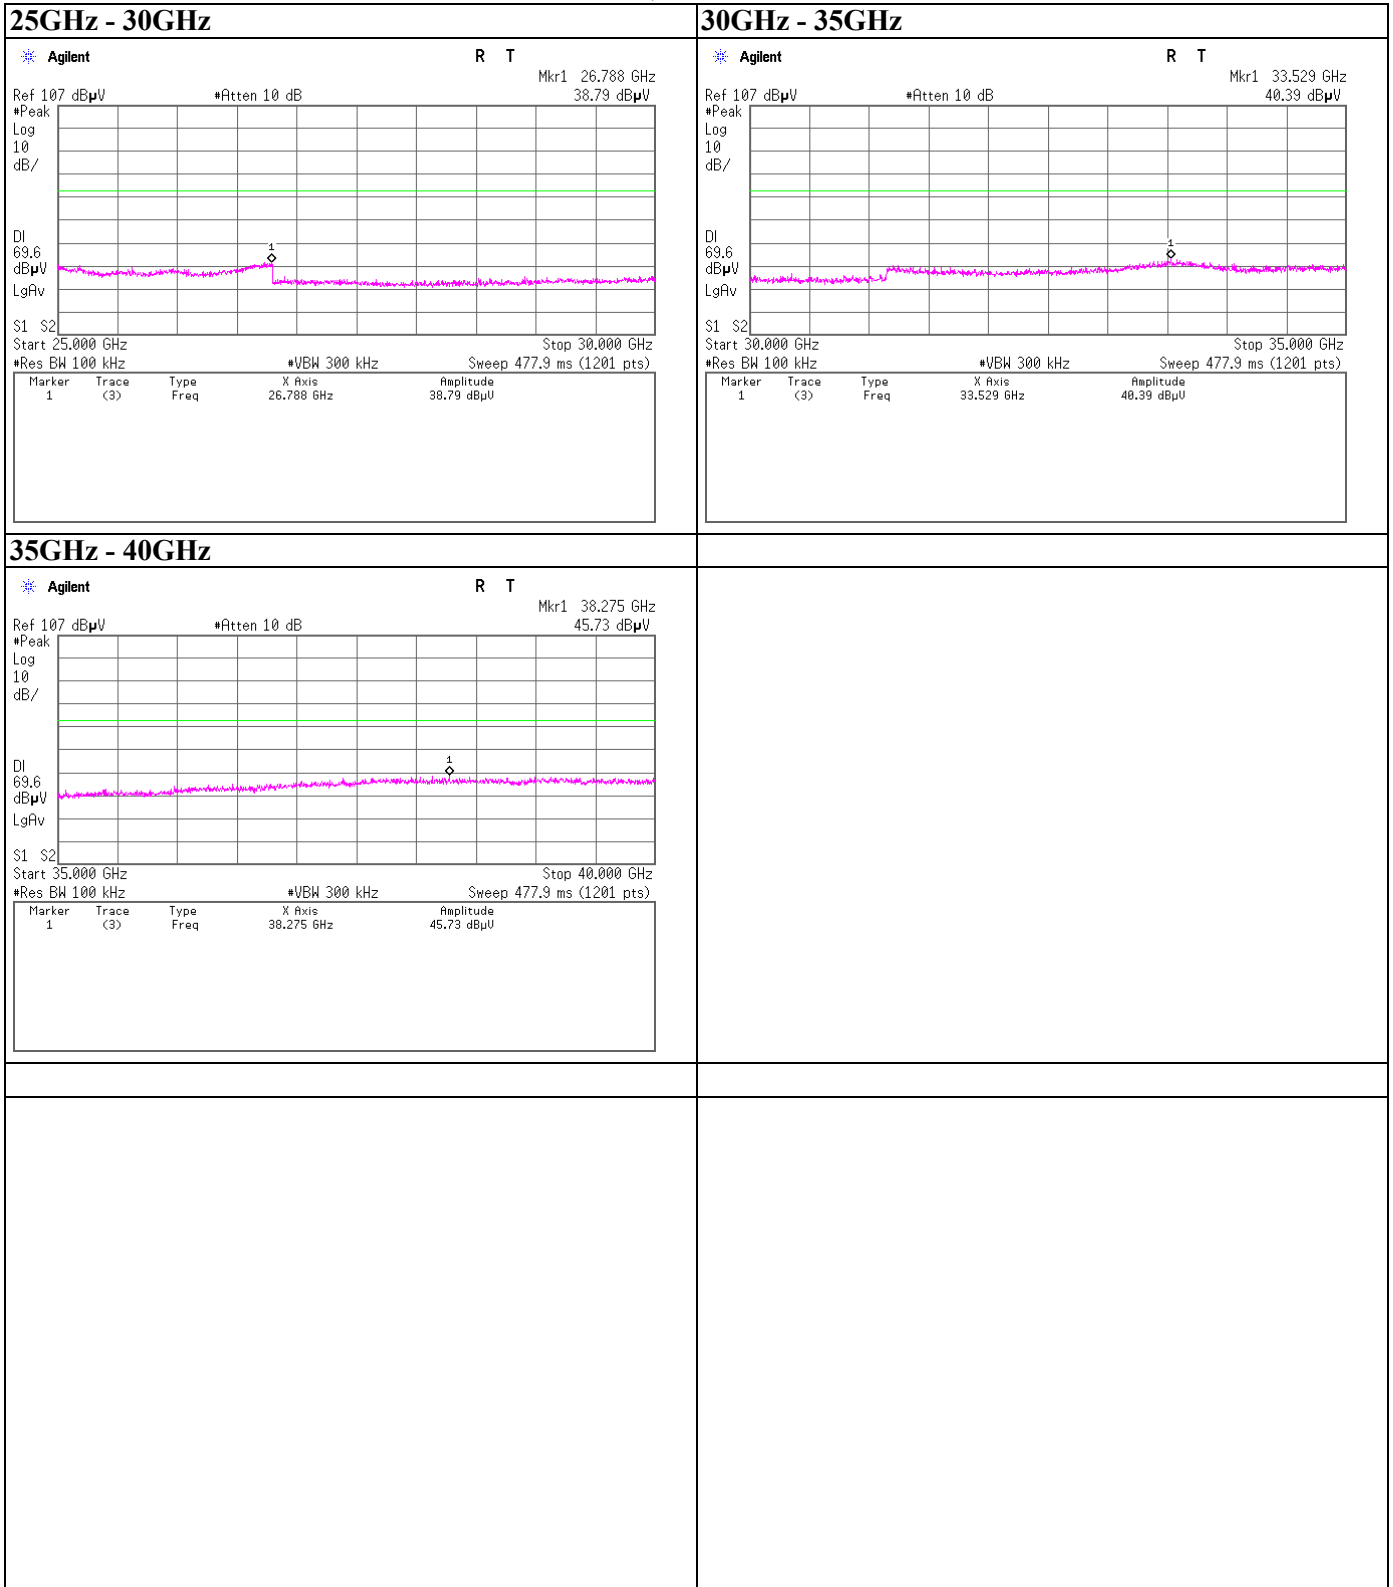 25GHz - 30GHz
Agilent
R T
Mkr1 26.788 GHz
Ref 107 dBµV #Atten 10 dB 38.79 dBµV
#Peak
Log
10
dB/
1
DI
69.6
dBµV
LgAv
S1 S2
Start 25.000 GHz Stop 30.000 GHz
#Res BW 100 kHz #VBW 300 kHz Sweep 477.9 ms (1201 pts)
Marker Trace Type X Axis Amplitude
1 (3) Freq 26.788 GHz 38.79 dBµV
30GHz - 35GHz
Agilent
R T
Mkr1 33.529 GHz
Ref 107 dBµV #Atten 10 dB 40.39 dBµV
#Peak
Log
10
dB/
1
DI
69.6
dBµV
LgAv
S1 S2
Start 30.000 GHz Stop 35.000 GHz
#Res BW 100 kHz #VBW 300 kHz Sweep 477.9 ms (1201 pts)
Marker Trace Type X Axis Amplitude
1 (3) Freq 33.529 GHz 40.39 dBµV
35GHz - 40GHz
Agilent
R T
Mkr1 38.275 GHz
Ref 107 dBµV #Atten 10 dB 45.73 dBµV
#Peak
Log
10
dB/
1
DI
69.6
dBµV
LgAv
S1 S2
Start 35.000 GHz Stop 40.000 GHz
#Res BW 100 kHz #VBW 300 kHz Sweep 477.9 ms (1201 pts)
Marker Trace Type X Axis Amplitude
1 (3) Freq 38.275 GHz 45.73 dBµV